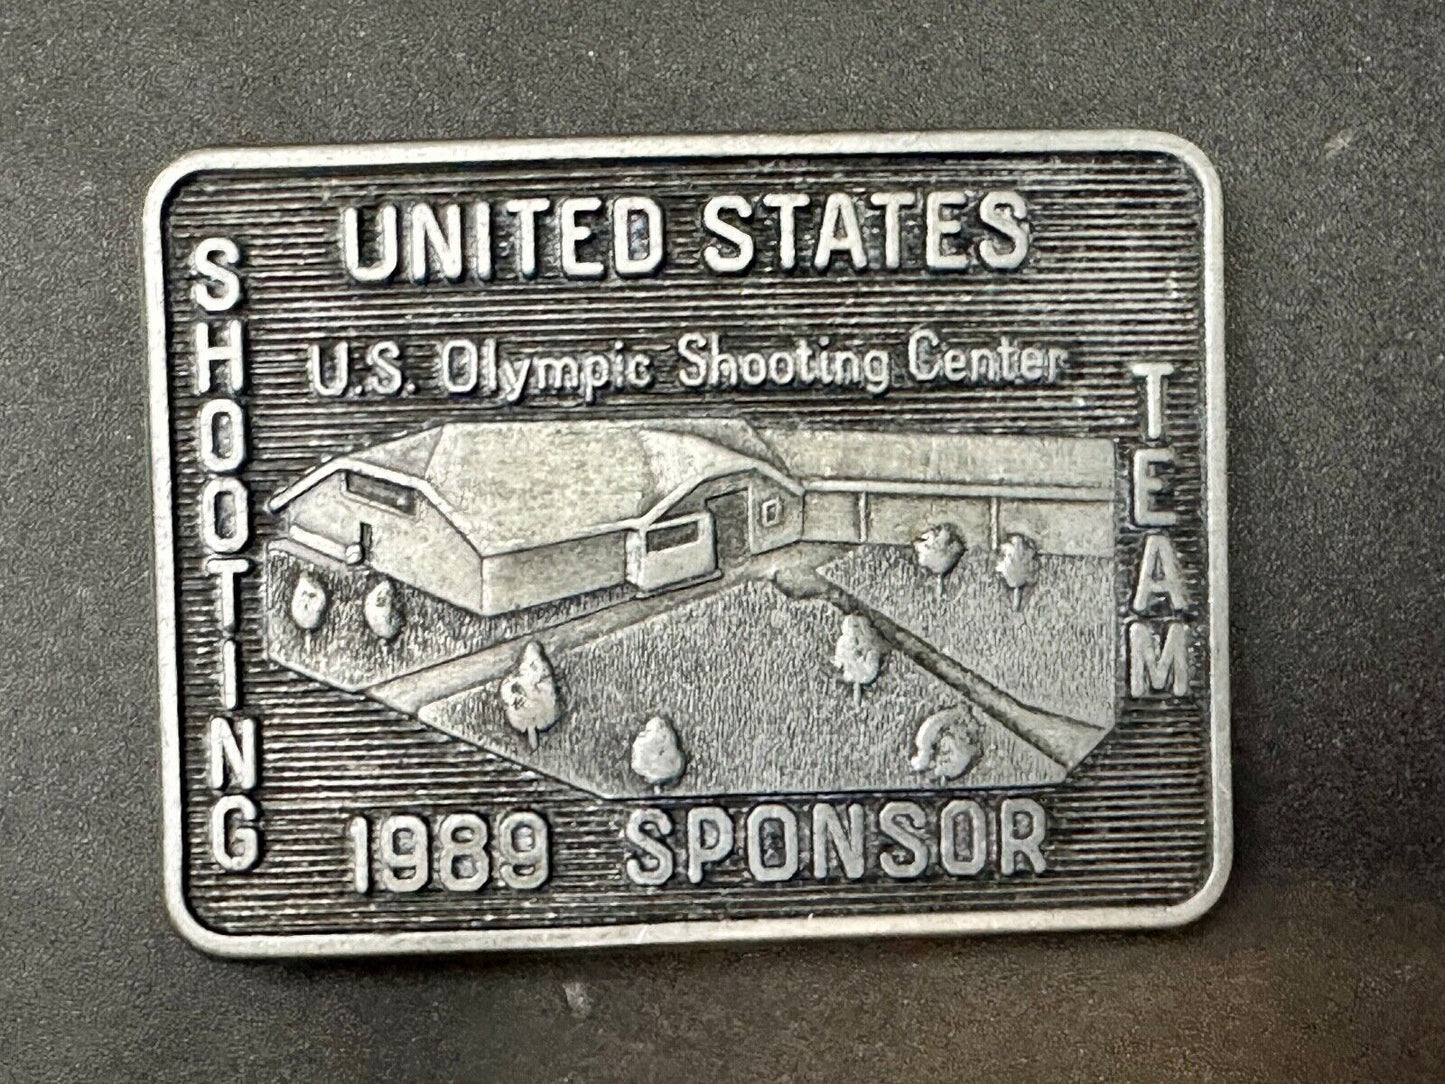 UNITED STATES
SHOOTING
TEAM
U.S. Olympic Shooting Center
1989 SPONSOR